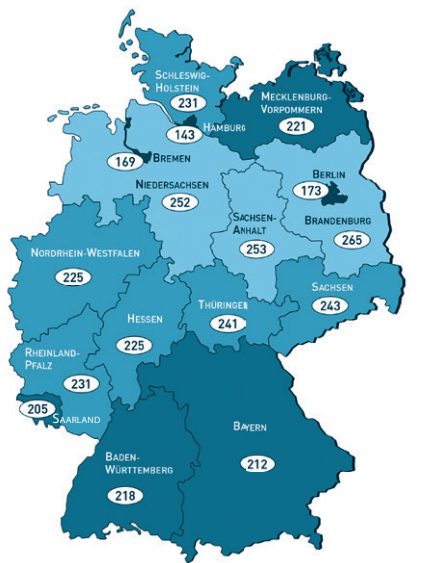 SCHLESWIG-
HOLSTEIN
231
MECKLENBURG-
VORPOMMERN
221
143
HAMBURG
169
BREMEN
NIEDERSACHSEN
252
BERLIN
173
BRANDENBURG
265
SACHSEN-
ANHALT
253
NORDRHEIN-WESTFALEN
225
HESSEN
225
THÜRINGEN
241
SACHSEN
243
RHEINLAND-
PFALZ
231
205
SAARLAND
BAYERN
212
BADEN-
WÜRTTEMBERG
218